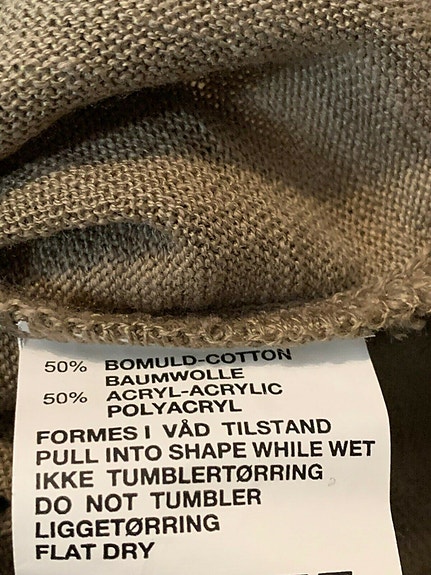 50% BOMULD-COTTON
BAUMWOLLE
50% ACRYL-ACRYLIC
POLYACRYL
FORMES I VÅD TILSTAND
PULL INTO SHAPE WHILE WET
IKKE TUMBLERTØRRING
DO NOT TUMBLER
LIGGETØRRING
FLAT DRY